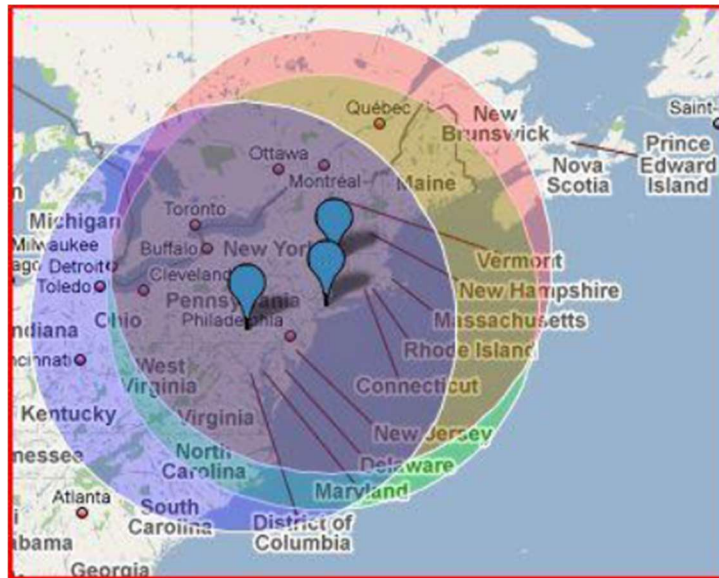 Québec
New
Brunswick
Saint-
Prince
Edward
Island
Nova
Scotia
Ottawa
Montréal
Maine
Toronto
Michigan
Milwaukee
Buffalo
New York
Vermont
Detroit
Cleveland
New Hampshire
Toledo
Pennsylvania
Massachusetts
Ohio
Philadelphia
Rhode Island
ndiana
Connecticut
cincinnati
West
Virginia
Kentucky
Virginia
New Jersey
North
Carolina
Delaware
nessee
Maryland
Atlanta
South
Carolina
District of
Columbia
bama
Georgia